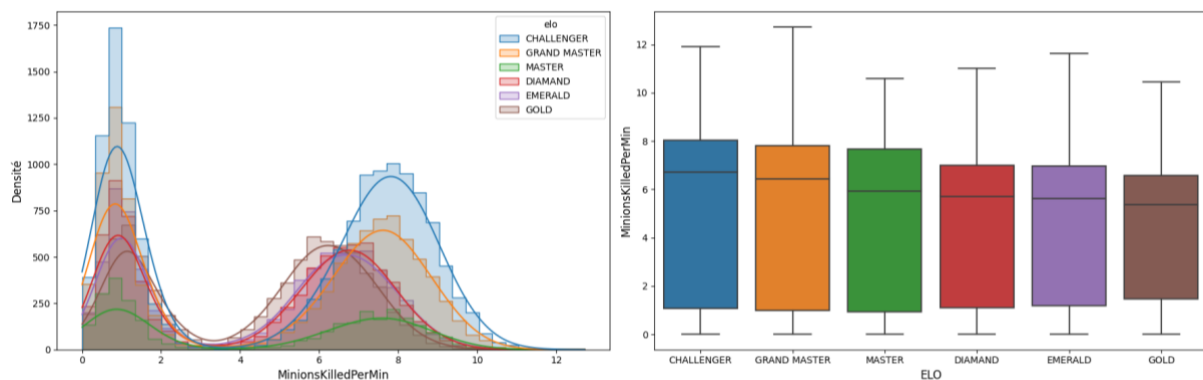 elo
CHALLENGER
GRAND MASTER
MASTER
DIAMAND
EMERALD
GOLD
Densité
1750
1500
1250
1000
750
500
250
0
0 2 4 6 8 10 12
MinionsKilledPerMin
MinionsKilledPerMin
12
10
8
6
4
2
0
CHALLENGER GRAND MASTER MASTER DIAMAND EMERALD GOLD
ELO